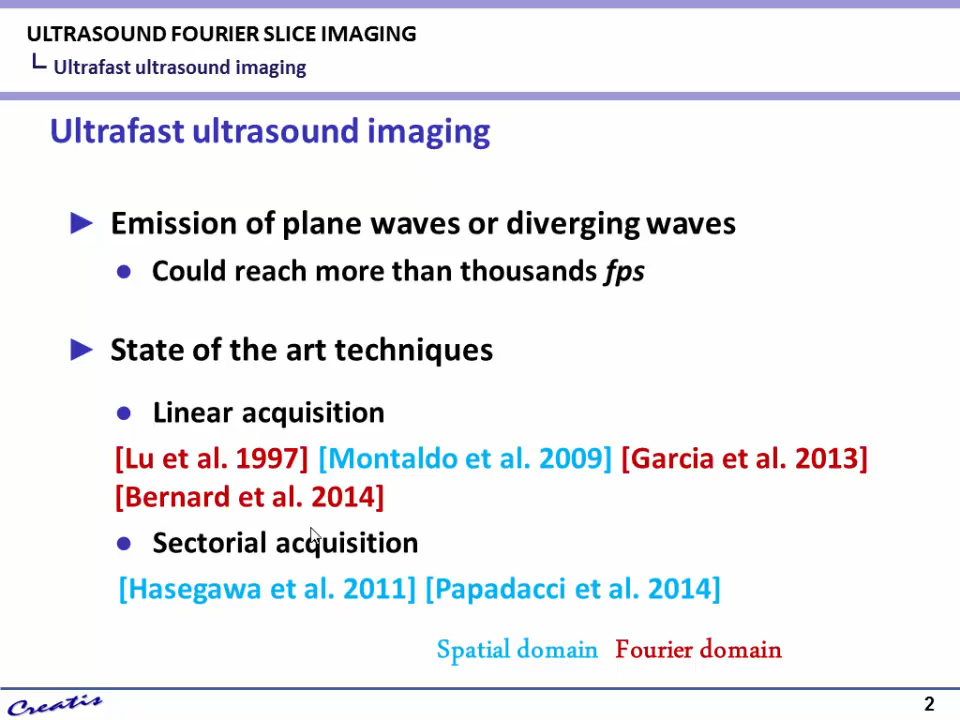 ULTRASOUND FOURIER SLICE IMAGING
Ultrafast ultrasound imaging
Ultrafast ultrasound imaging
► Emission of plane waves or diverging waves
● Could reach more than thousands fps
► State of the art techniques
● Linear acquisition
[Lu et al. 1997] [Montaldo et al. 2009] [Garcia et al. 2013]
[Bernard et al. 2014]
● Sectorial acquisition
[Hasegawa et al. 2011] [Papadacci et al. 2014]
Spatial domain Fourier domain
Creatis 2